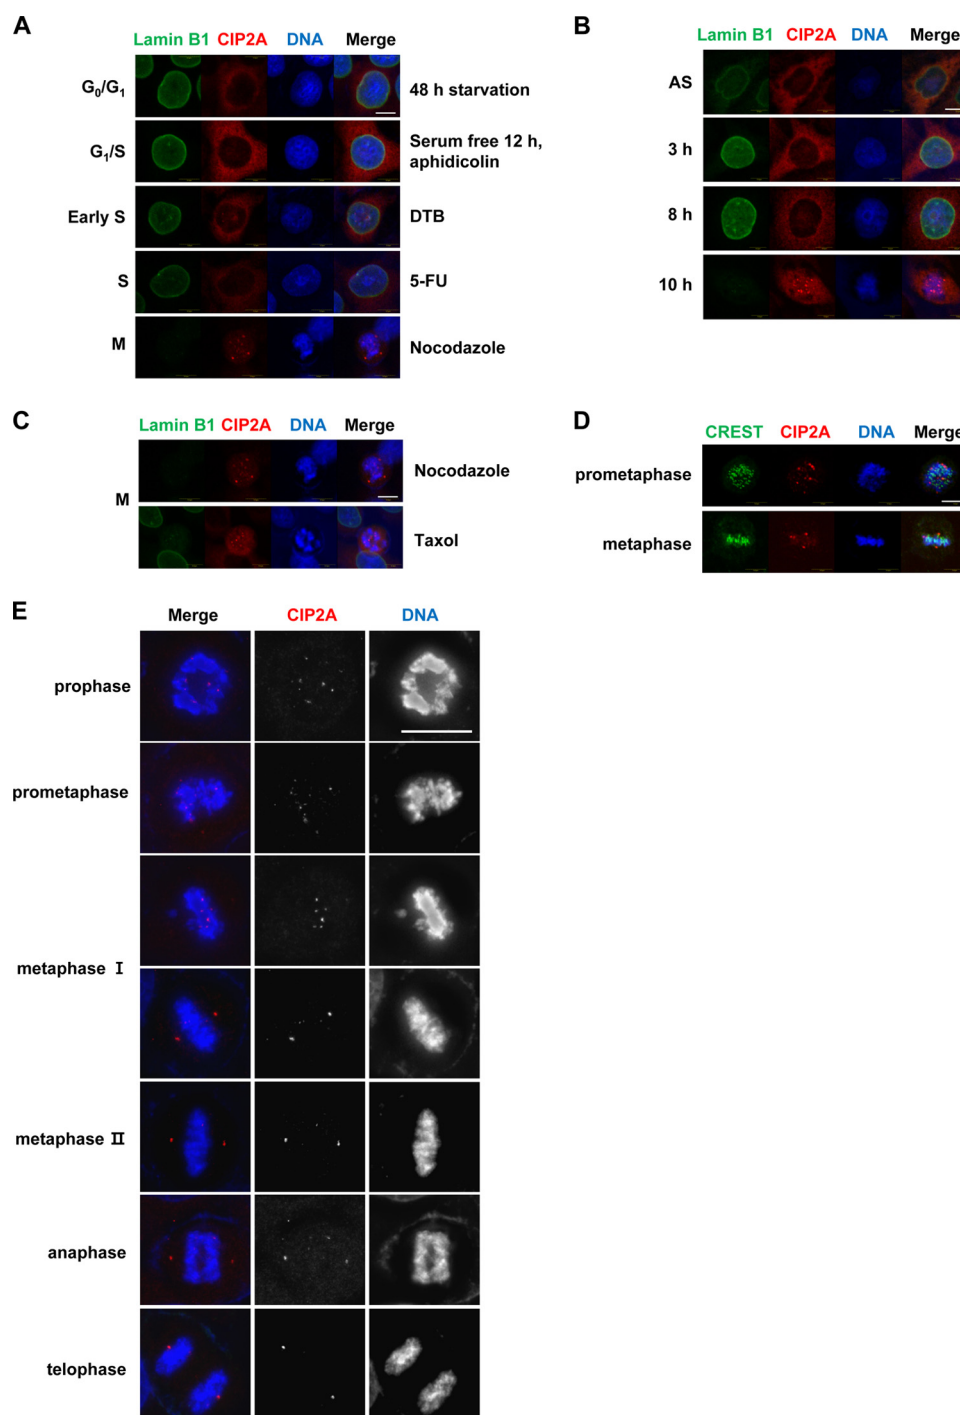 A
Lamin B1 CIP2A DNA Merge
G0/G1 48 h starvation
G1/S Serum free 12 h,
aphidicolin
Early S DTB
S 5-FU
M Nocodazole
B
Lamin B1 CIP2A DNA Merge
AS
3 h
8 h
10 h
C
Lamin B1 CIP2A DNA Merge
M
Nocodazole
Taxol
D
CREST CIP2A DNA Merge
prometaphase
metaphase
E
Merge CIP2A DNA
prophase
prometaphase
metaphase I
metaphase II
anaphase
telophase